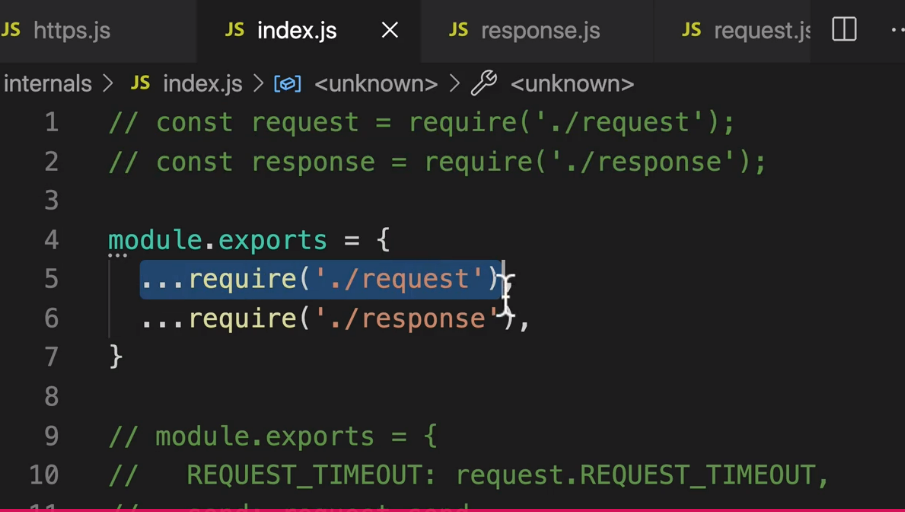 JS https.js JS index.js JS response.js JS request.js
internals > JS index.js > <unknown> > <unknown>
1 // const request = require('./request');
2 // const response = require('./response');
3
4 module.exports = {
5 ...require('./request'),
6 ...require('./response'),
7 }
8
9 // module.exports = {
10 // REQUEST_TIMEOUT: request.REQUEST_TIMEOUT,